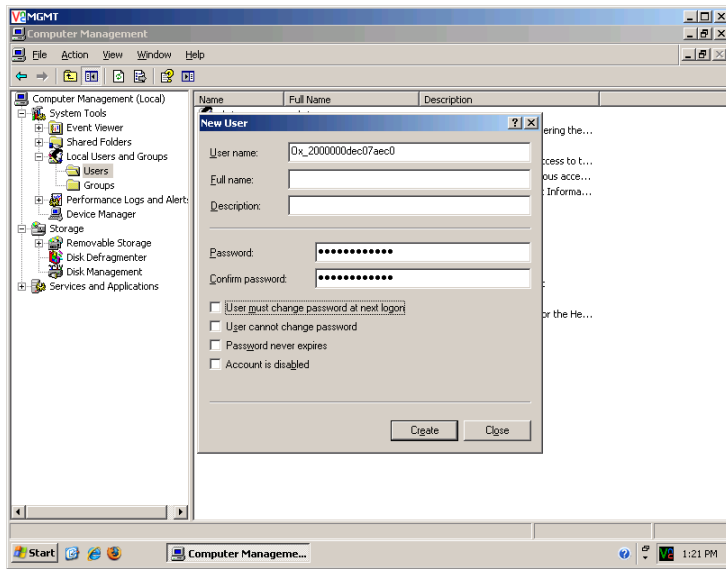 V2 MGMT
Computer Management
File Action View Window Help
Computer Management (Local)
System Tools
Event Viewer
Shared Folders
Local Users and Groups
Users
Groups
Performance Logs and Alert
Device Manager
Storage
Removable Storage
Disk Defragmenter
Disk Management
Services and Applications
Name Full Name Description
ering the...
ccess to t...
ous acce...
t Informa...
or the He...
New User
User name: 0x_2000000dec07aec0
Full name:
Description:
Password: ●●●●●●●●●●●●
Confirm password: ●●●●●●●●●●●●
User must change password at next logon
User cannot change password
Password never expires
Account is disabled
Create Close
Start Computer Manageme... V2 1:21 PM